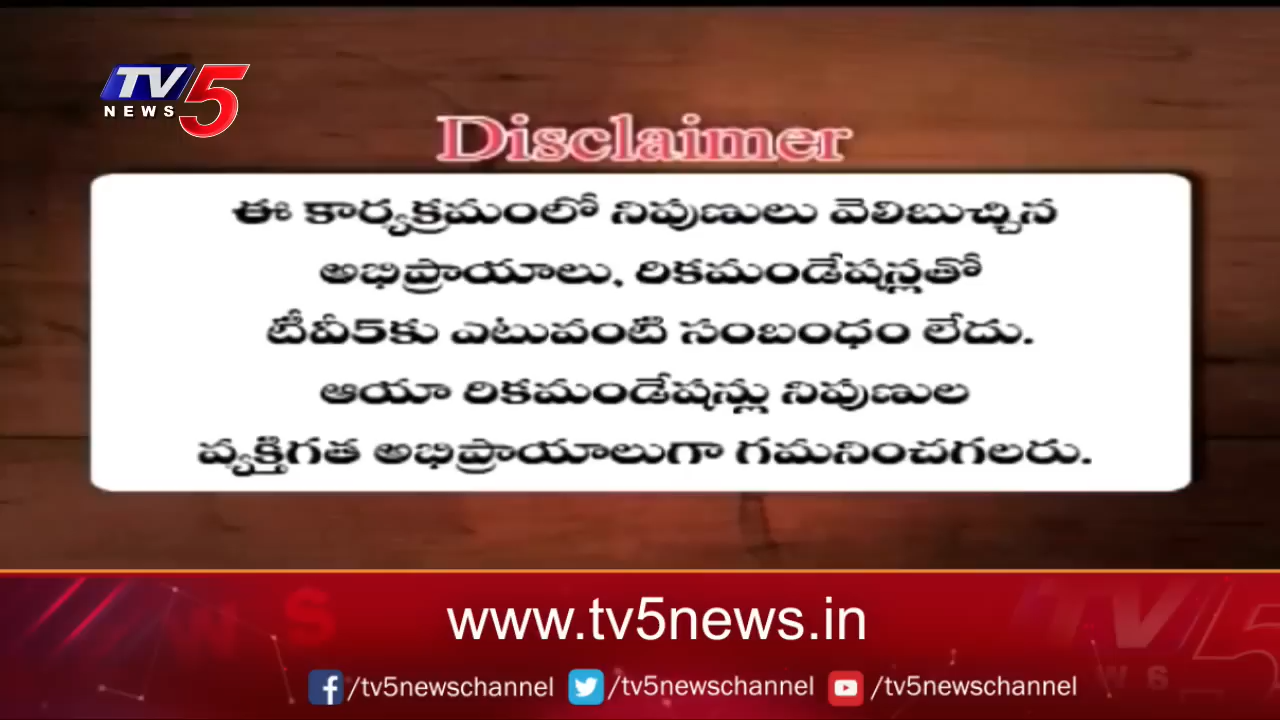 TV5
NEWS
Disclaimer
ఈ కార్యక్రమంలో నిపుణులు వెలిబుచ్చిన
అభిప్రాయాలు, రికమండేషన్లతో
టీవీ5కు ఎటువంటి సంబంధం లేదు.
ఆయా రికమండేషన్లు నిపుణుల
వ్యక్తిగత అభిప్రాయాలుగా గమనించగలరు.
www.tv5news.in
/tv5newschannel /tv5newschannel /tv5newschannel